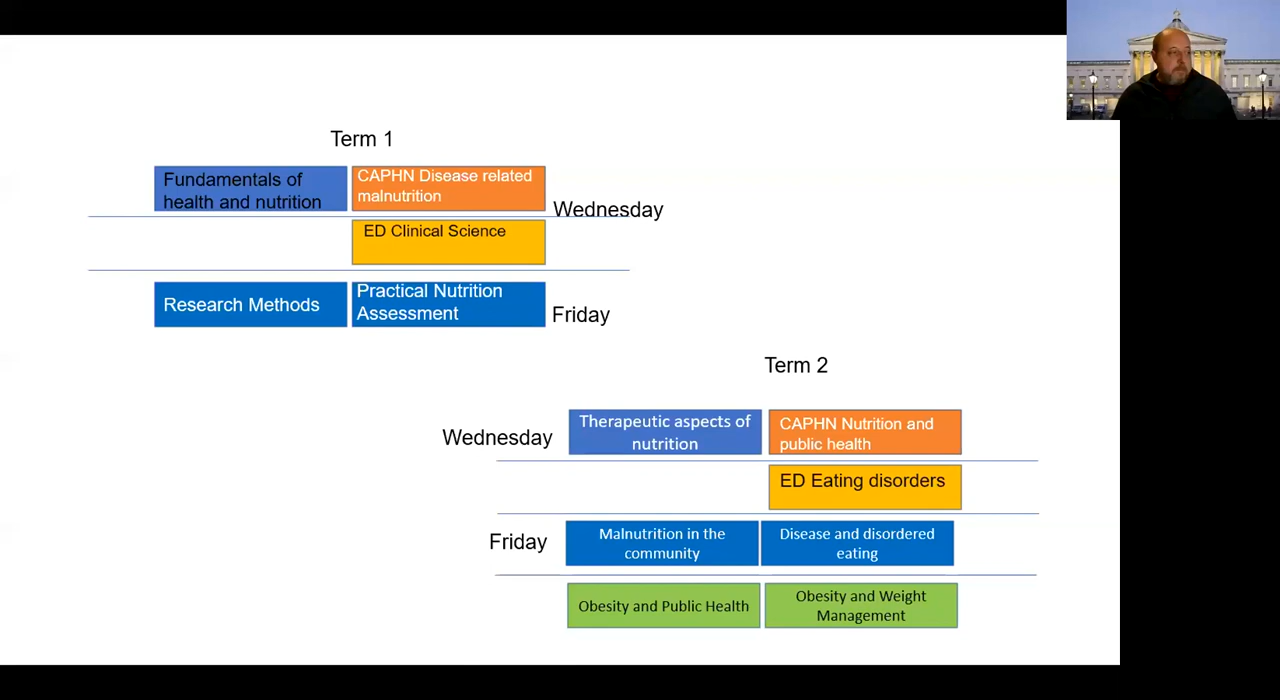 Term 1
Fundamentals of
health and nutrition
CAPHN Disease related
malnutrition
Wednesday
ED Clinical Science
Research Methods
Practical Nutrition
Assessment
Friday
Term 2
Wednesday
Therapeutic aspects of
nutrition
CAPHN Nutrition and
public health
ED Eating disorders
Friday
Malnutrition in the
community
Disease and disordered
eating
Obesity and Public Health
Obesity and Weight
Management